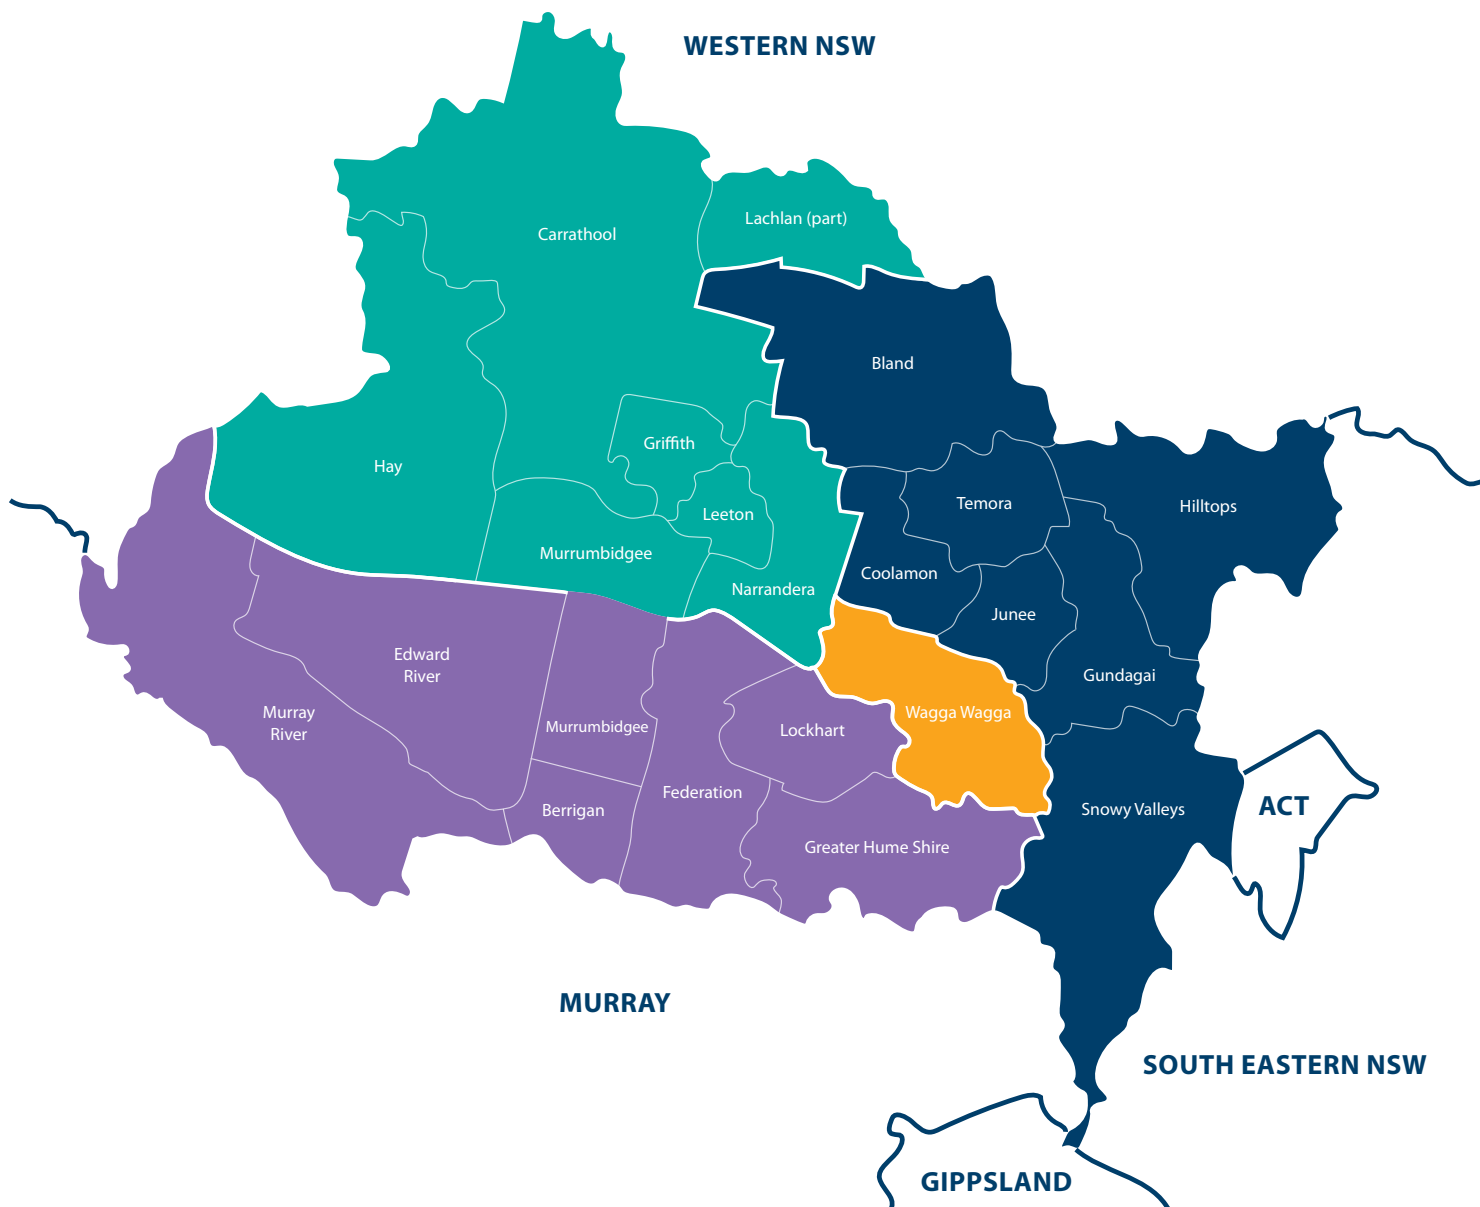 WESTERN NSW
Lachlan (part)
Carrathool
Bland
Griffith
Hay
Temora
Hilltops
Leeton
Murrumbidgee
Coolamon
Narrandera
Junee
Edward
River
Gundagai
Murray
River
Wagga Wagga
Murrumbidgee
Lockhart
Federation
Berrigan
Snowy Valleys
ACT
Greater Hume Shire
MURRAY
SOUTH EASTERN NSW
GIPPSLAND